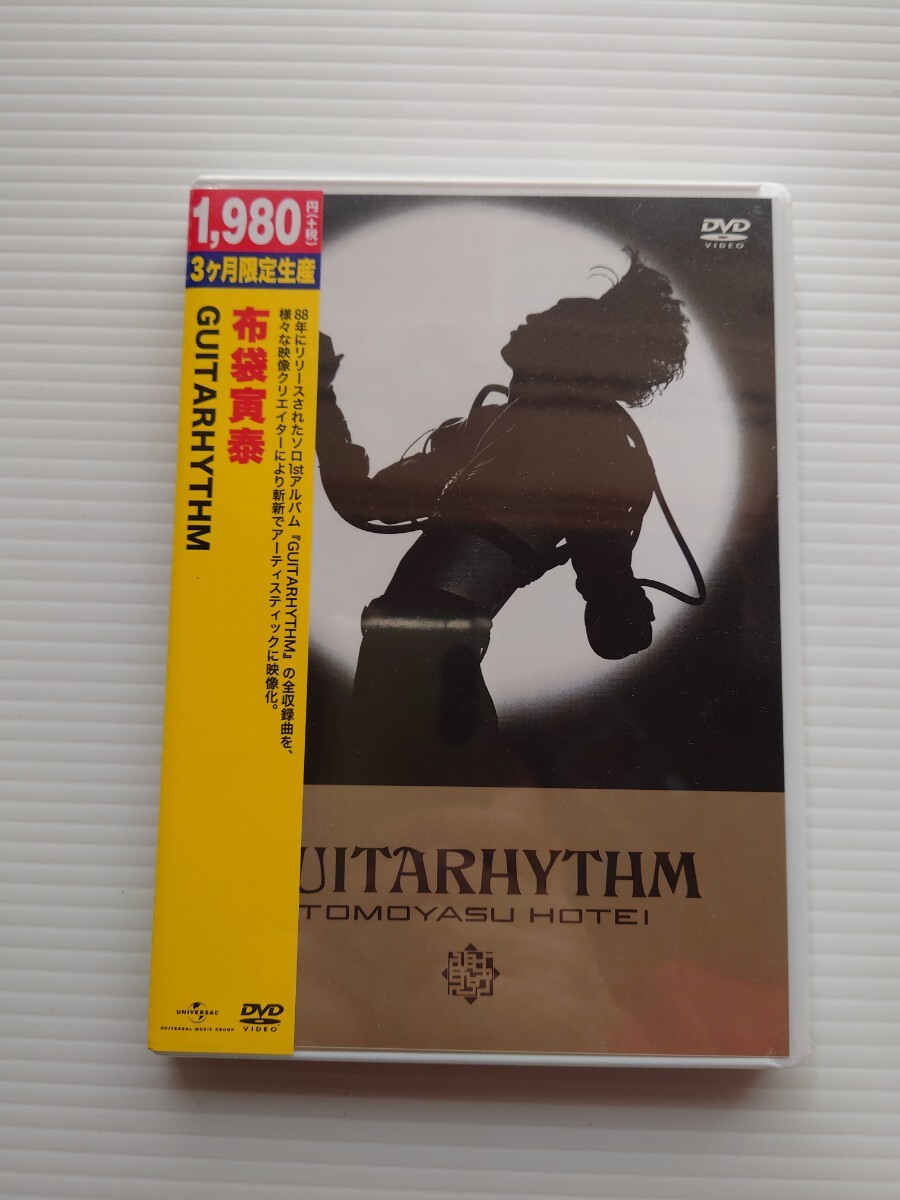 1,980
円(+税)
3ヶ月限定生産
布袋寅泰
GUITARHYTHM
88年にリリースされたソロ1stアルバム『GUITARHYTHM』の全収録曲を、
様々な映像クリエイターにより斬新でアーティスティックに映像化。
UNIVERSAL
UNIVERSAL MUSIC GROUP
DVD
VIDEO
DVD
VIDEO
UITARHYTHM
TOMOYASU HOTEI